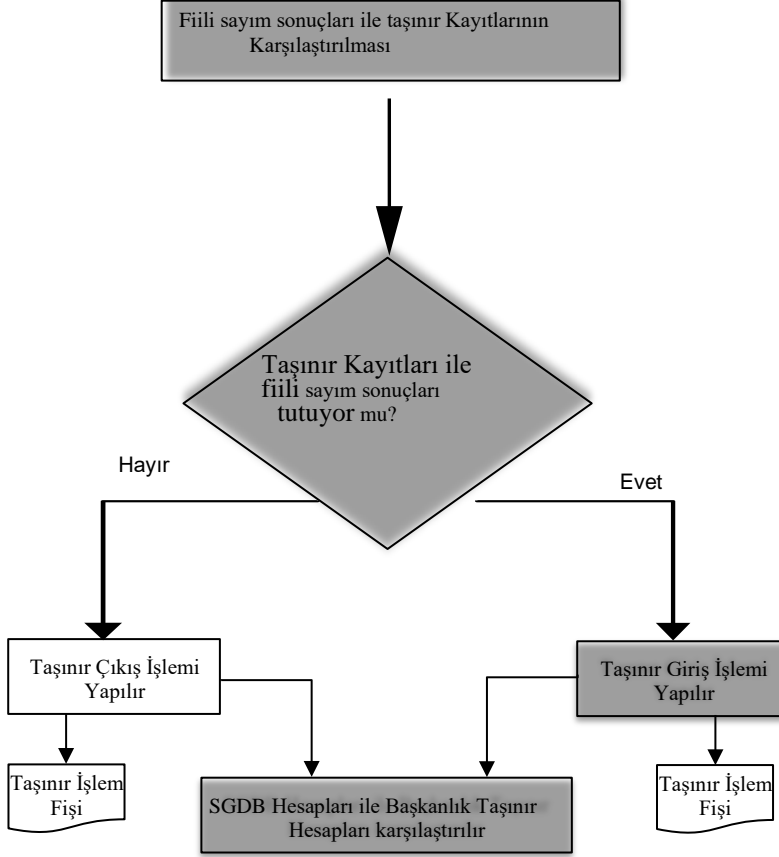 Fiili sayım sonuçları ile taşınır Kayıtlarının
Karşılaştırılması
Taşınır Kayıtları ile
fiili sayım sonuçları
tutuyor mu?
Hayır
Evet
Taşınır Çıkış İşlemi
Yapılır
Taşınır Giriş İşlemi
Yapılır
Taşınır İşlem
Fişi
SGDB Hesapları ile Başkanlık Taşınır
Hesapları karşılaştırılır
Taşınır İşlem
Fişi